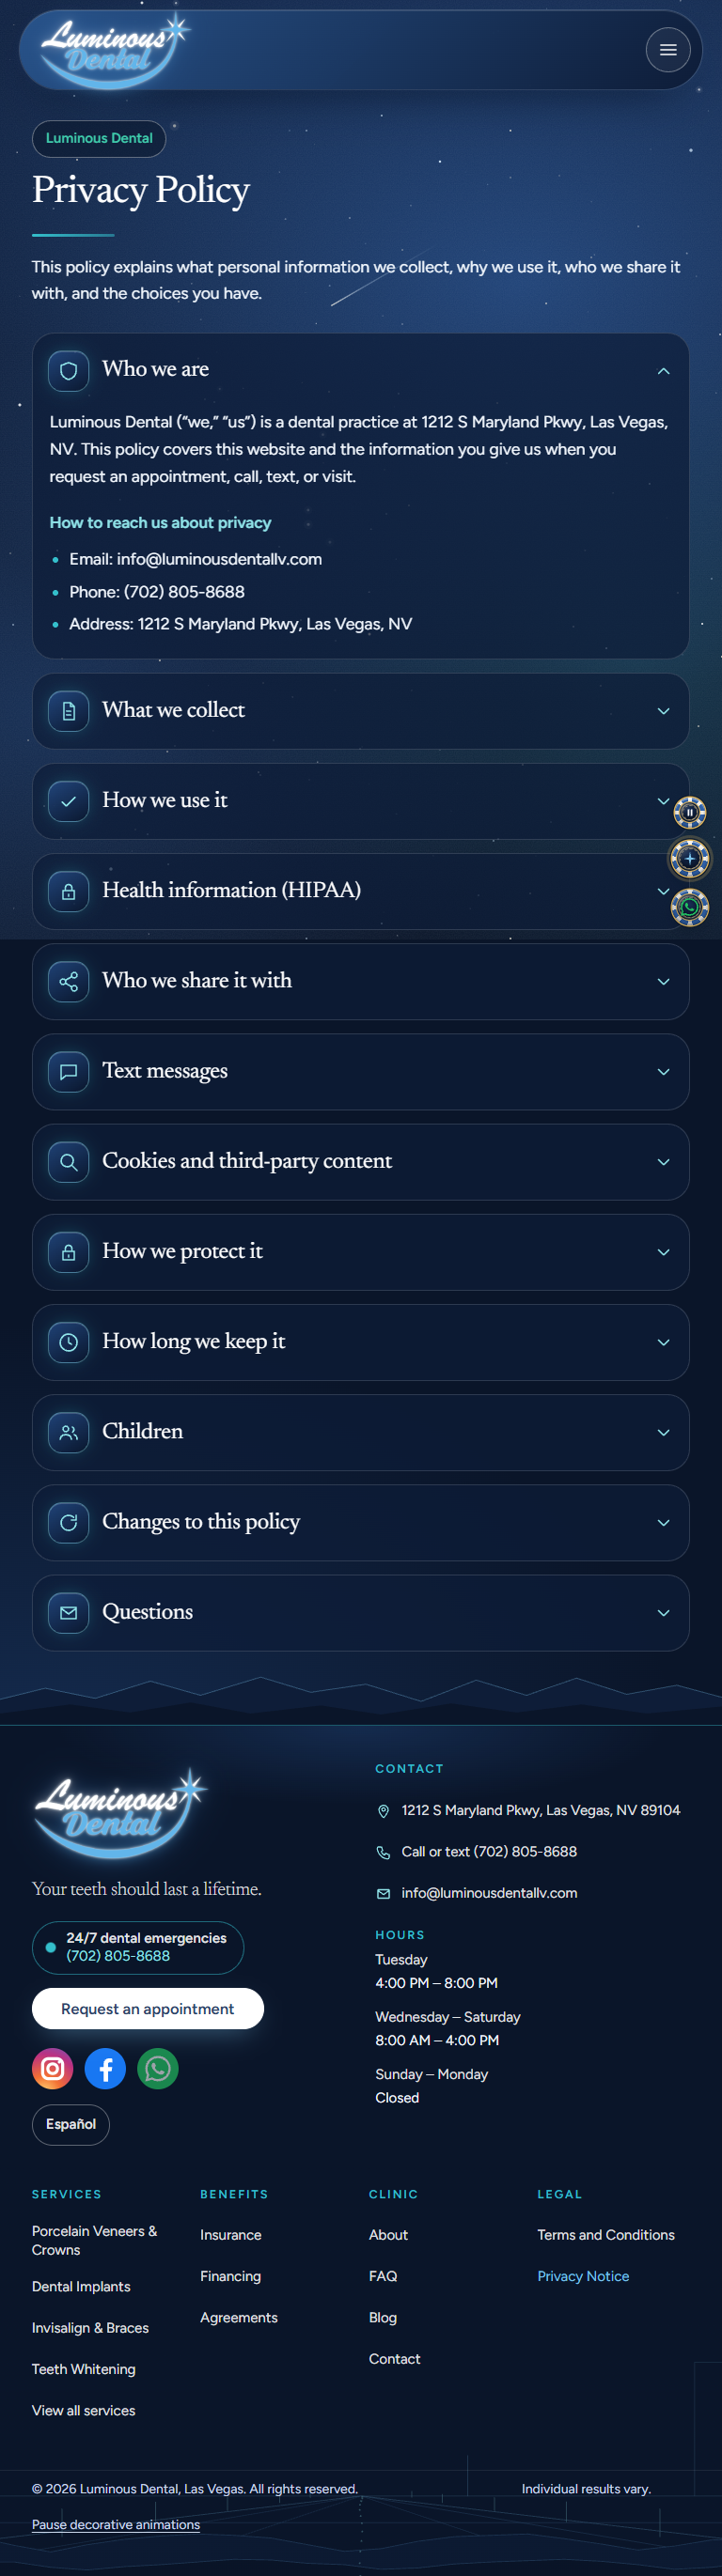 Luminous
Dental
Luminous Dental
Privacy Policy
This policy explains what personal information we collect, why we use it, who we share it
with, and the choices you have.
Who we are
Luminous Dental (“we,” “us”) is a dental practice at 1212 S Maryland Pkwy, Las Vegas,
NV. This policy covers this website and the information you give us when you
request an appointment, call, text, or visit.
How to reach us about privacy
Email: info@luminousdentallv.com
Phone: (702) 805-8688
Address: 1212 S Maryland Pkwy, Las Vegas, NV
What we collect
How we use it
Health information (HIPAA)
Who we share it with
Text messages
Cookies and third-party content
How we protect it
How long we keep it
Children
Changes to this policy
Questions
Luminous
Dental
Your teeth should last a lifetime.
24/7 dental emergencies
(702) 805-8688
Request an appointment
Español
CONTACT
1212 S Maryland Pkwy, Las Vegas, NV 89104
Call or text (702) 805-8688
info@luminousdentallv.com
HOURS
Tuesday
4:00 PM – 8:00 PM
Wednesday – Saturday
8:00 AM – 4:00 PM
Sunday – Monday
Closed
SERVICES
Porcelain Veneers &
Crowns
Dental Implants
Invisalign & Braces
Teeth Whitening
View all services
BENEFITS
Insurance
Financing
Agreements
CLINIC
About
FAQ
Blog
Contact
LEGAL
Terms and Conditions
Privacy Notice
© 2026 Luminous Dental, Las Vegas. All rights reserved.
Individual results vary.
Pause decorative animations